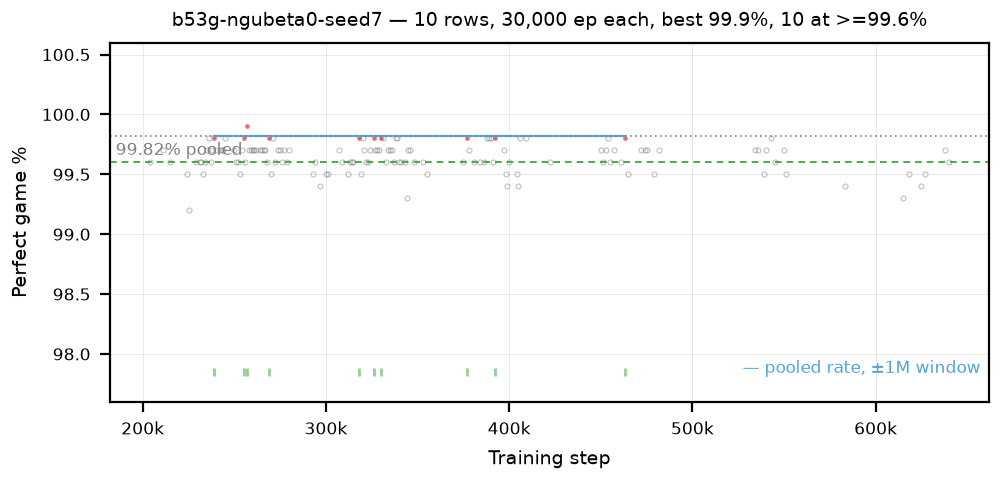 b53g-ngubeta0-seed7 — 10 rows, 30,000 ep each, best 99.9%, 10 at >=99.6%
100.5
100.0
99.5
99.0
98.5
98.0
Perfect game %
99.82% pooled
— pooled rate, ±1M window
200k
300k
400k
500k
600k
Training step